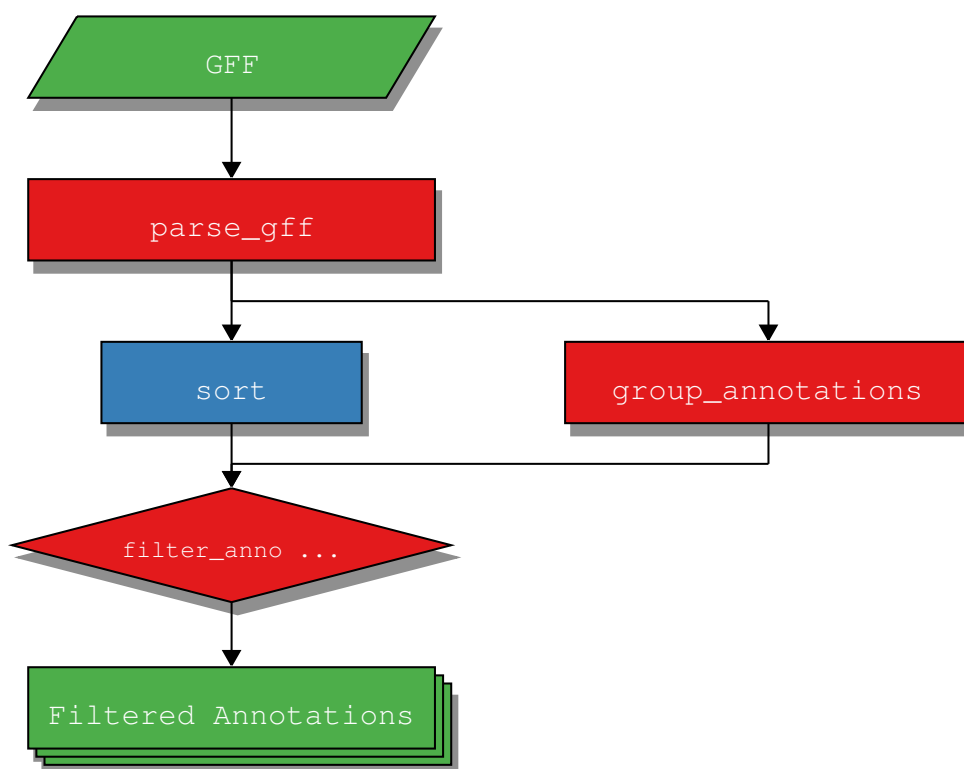 GFF
parse_gff
sort
group_annotations
filter_anno ...
Filtered Annotations